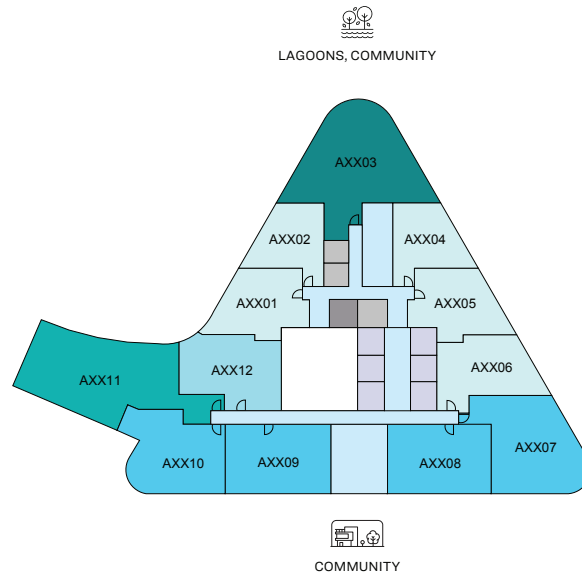 LAGOONS, COMMUNITY
AXX03
AXX02
AXX04
AXX01
AXX05
AXX12
AXX06
AXX11
AXX10
AXX09
AXX08
AXX07
COMMUNITY